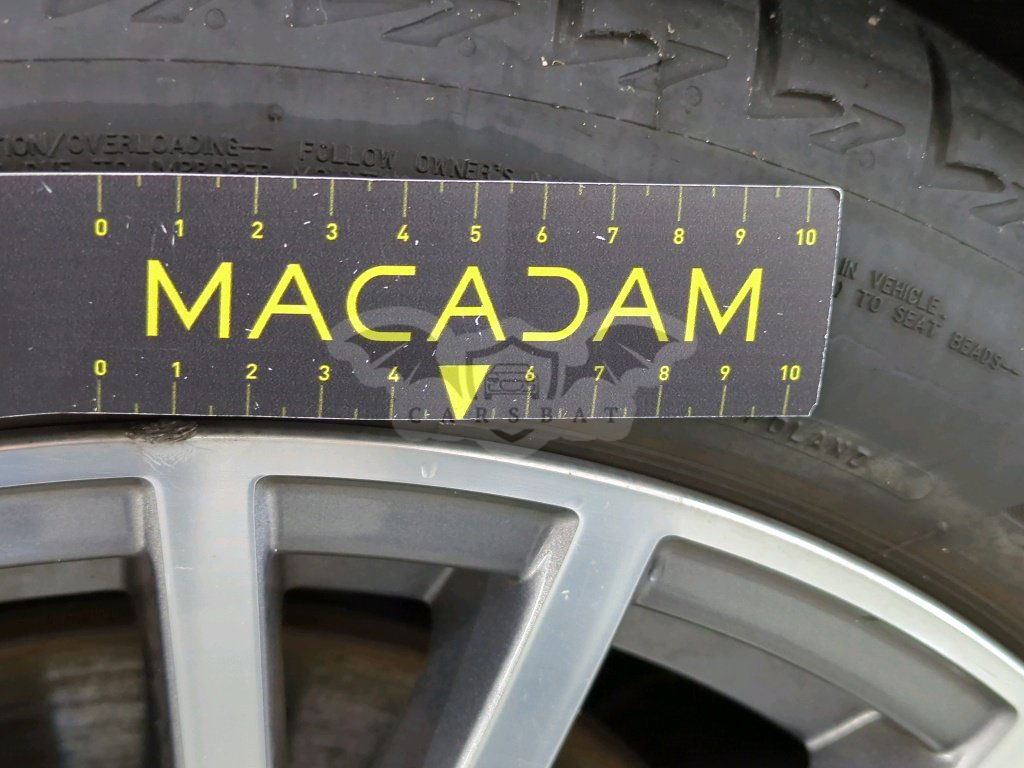 TION/OVERLOADING— FOLLOW OWNER'S
0 1 2 3 4 5 6 7 8 9 10
MACADAM
IN VEHICLE.
TO SEAT BEADS—
0 1 2 3 4 6 7 8 9 10
CARSBAT
POLAND